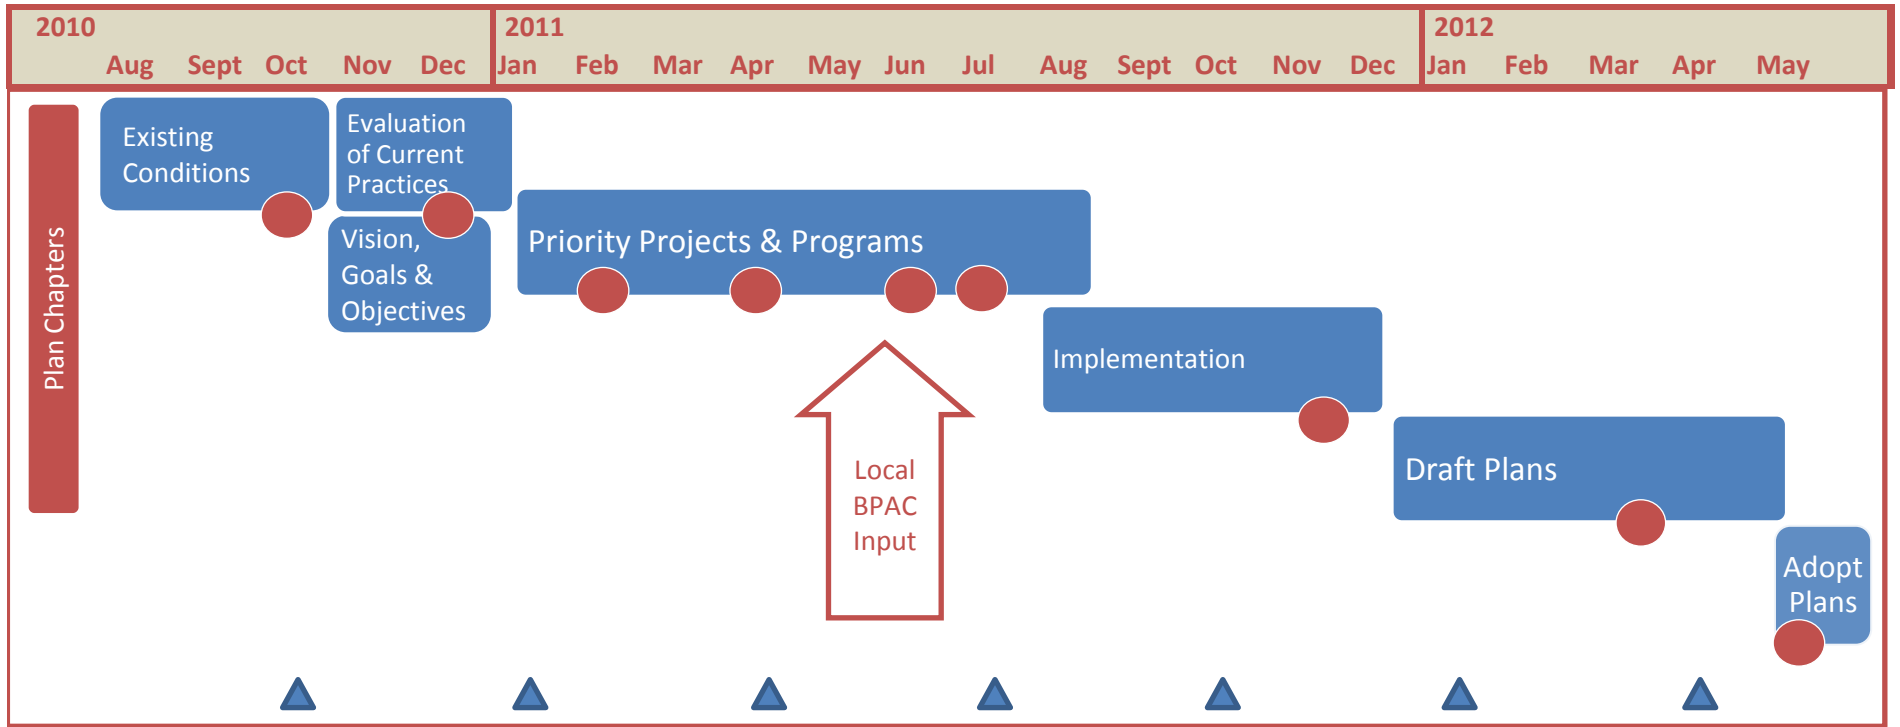 2010
2011
2012
Aug Sept Oct Nov Dec Jan Feb Mar Apr May Jun Jul Aug Sept Oct Nov Dec Jan Feb Mar Apr May
Plan Chapters
Existing
Conditions
Evaluation
of Current
Practices
Vision,
Goals &
Objectives
Priority Projects & Programs
Implementation
Local
BPAC
Input
Draft Plans
Adopt
Plans